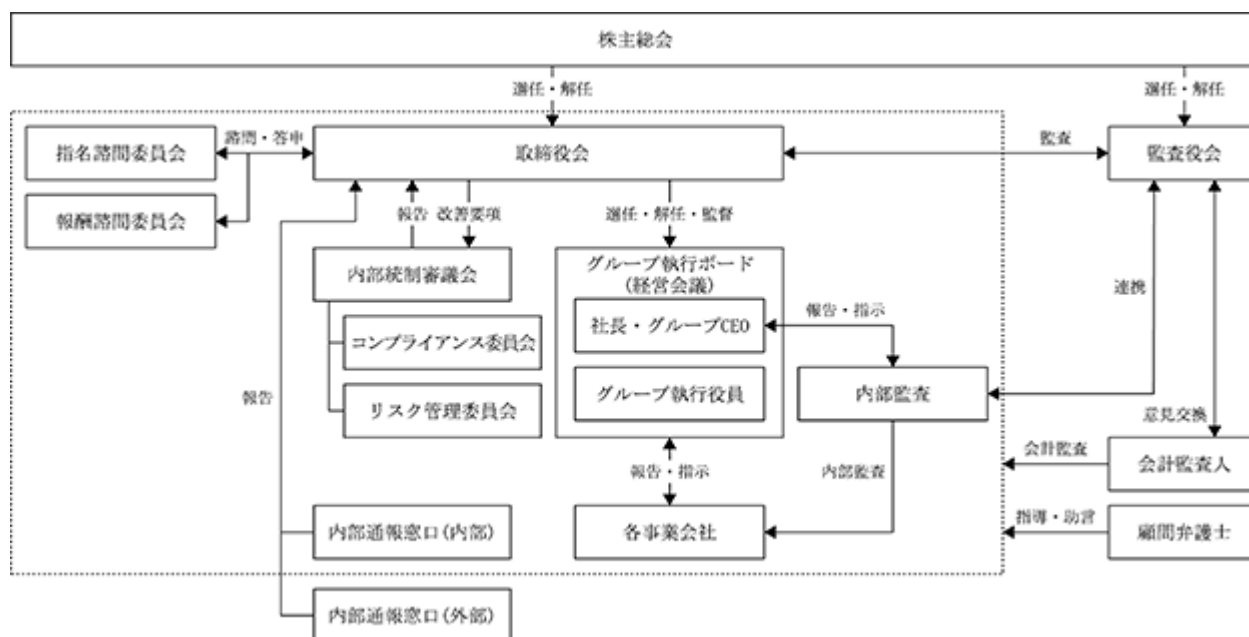 株主総会
選任・解任
選任・解任
指名諮問委員会
諮問・答申
取締役会
監査
監査役会
報酬諮問委員会
報告
改善要項
選任・解任・監督
内部統制審議会
グループ執行ボード
(経営会議)
連携
社長・グループCEO
報告・指示
コンプライアンス委員会
報告
リスク管理委員会
グループ執行役員
内部監査
意見交換
報告・指示
内部監査
会計監査
会計監査人
内部通報窓口(内部)
各事業会社
指導・助言
顧問弁護士
内部通報窓口(外部)